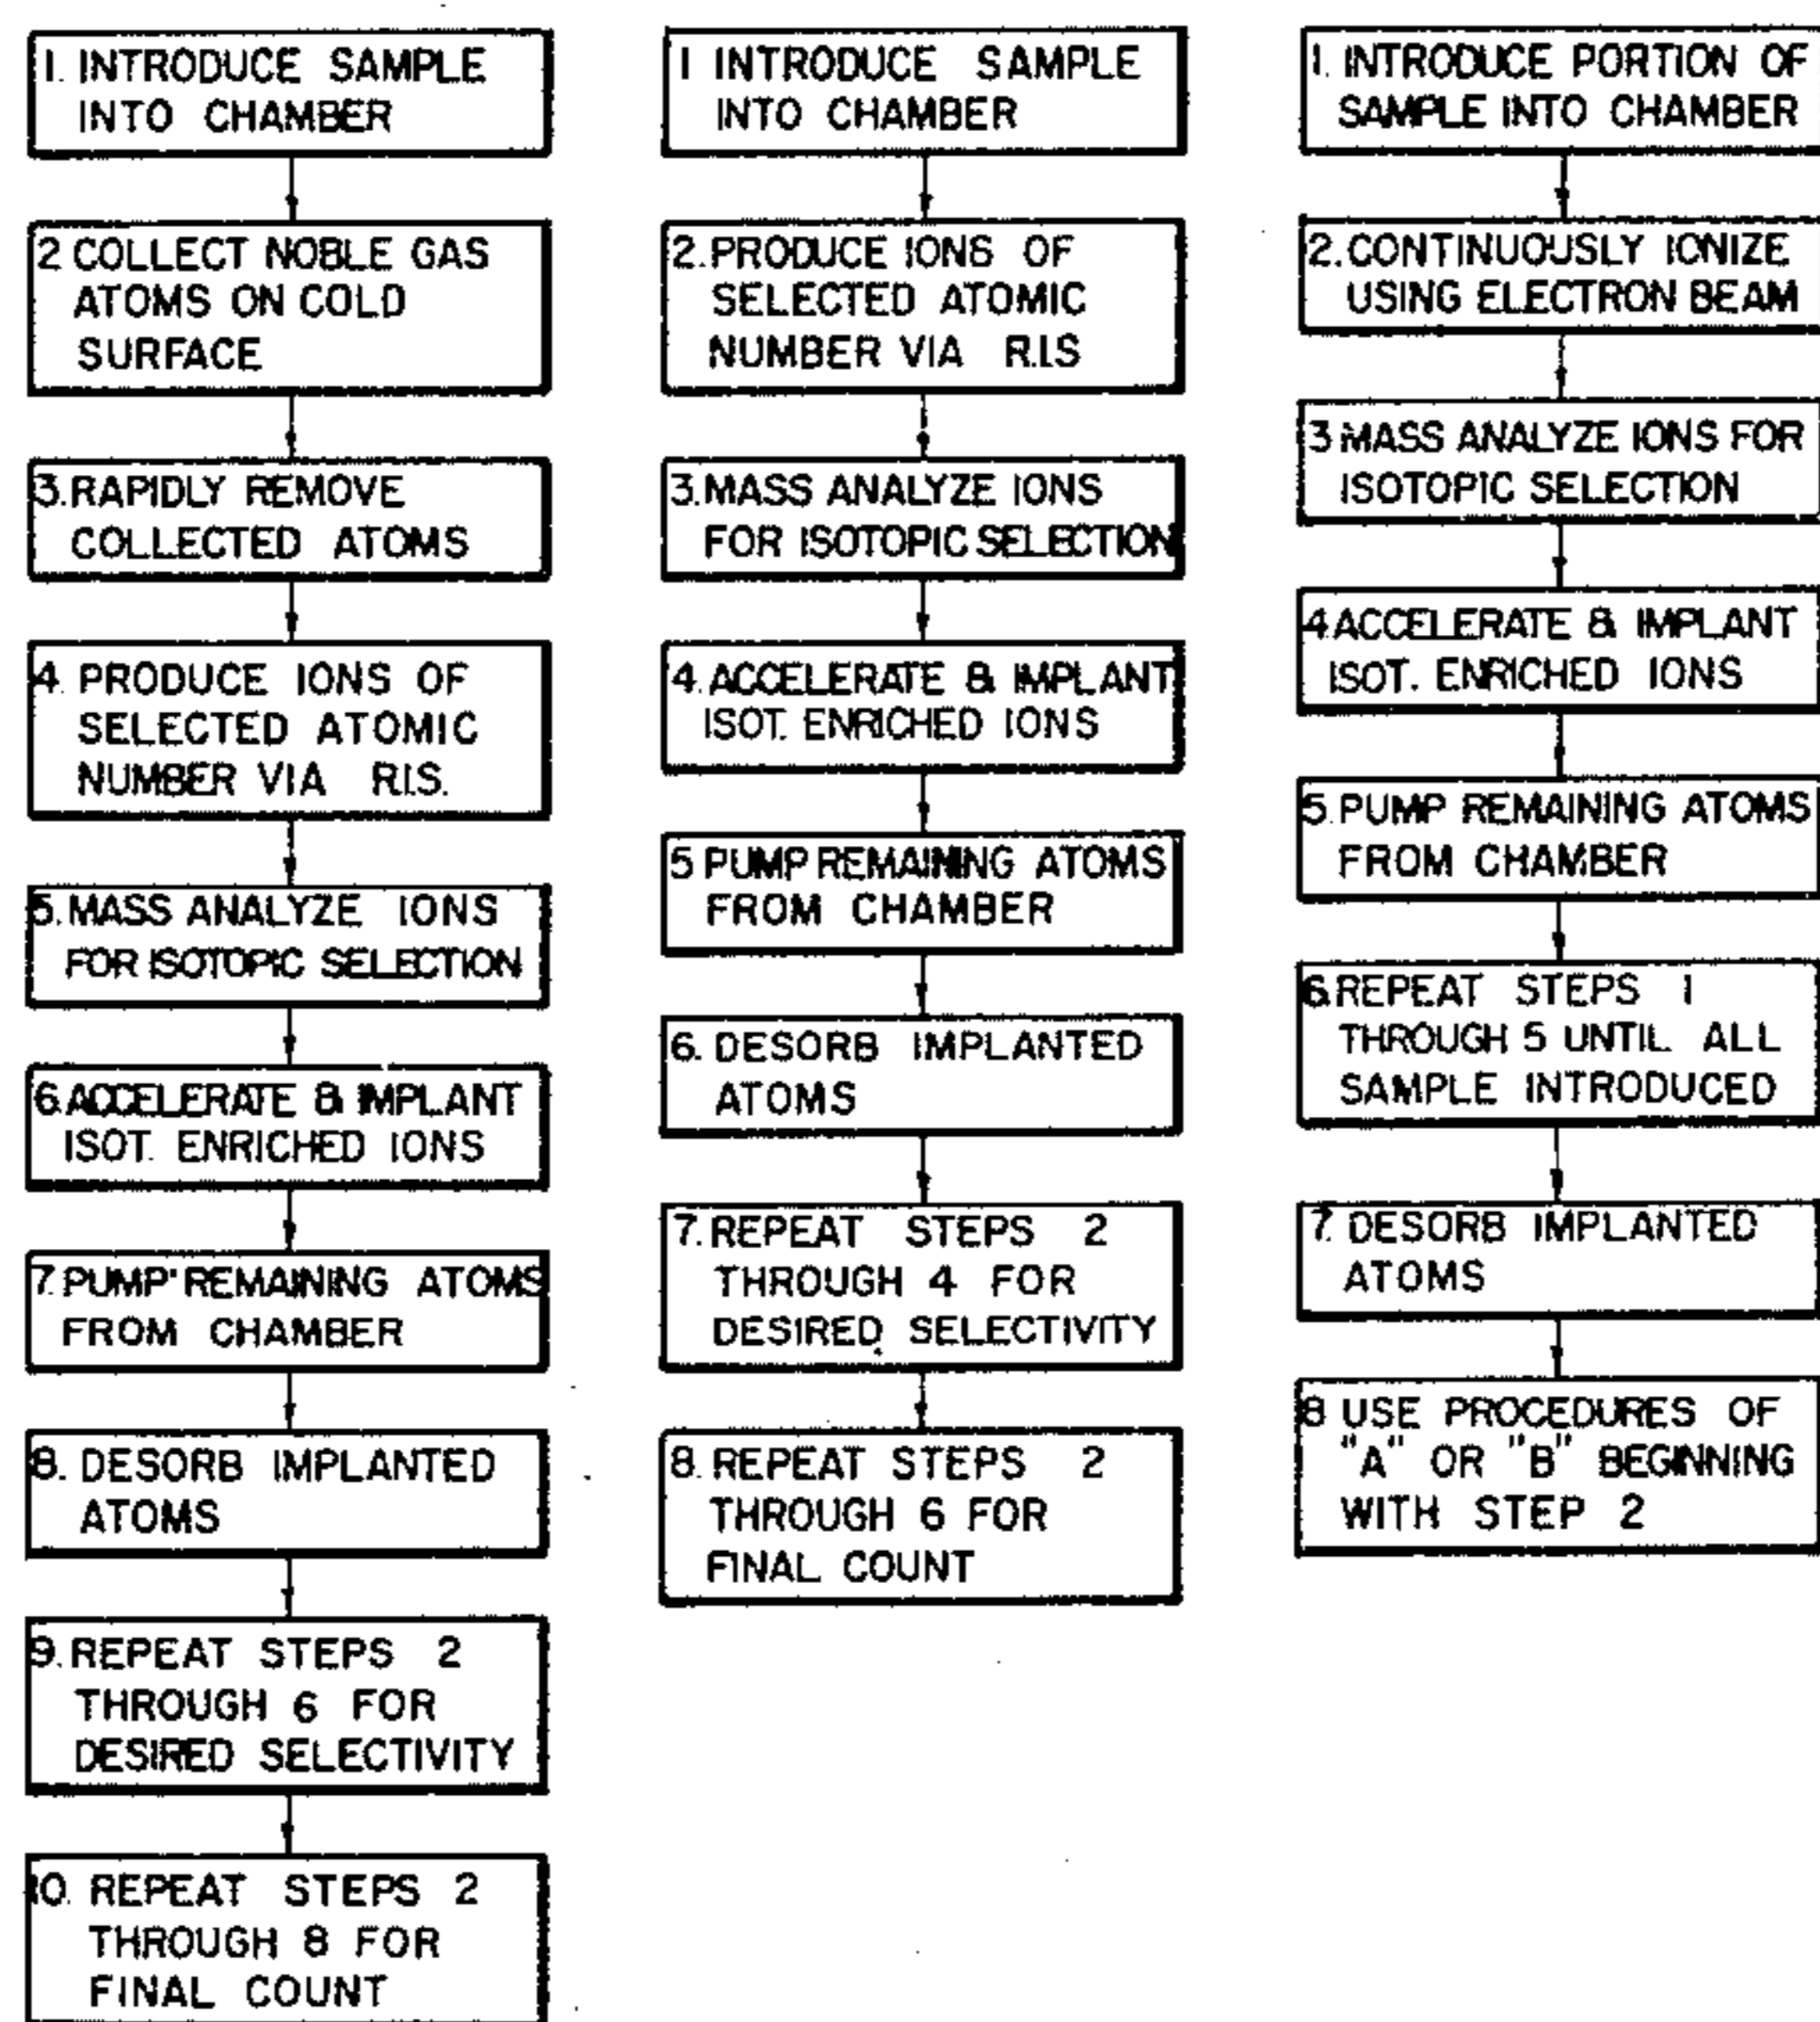 1. INTRODUCE SAMPLE
INTO CHAMBER
2 COLLECT NOBLE GAS
ATOMS ON COLD
SURFACE
3. RAPIDLY REMOVE
COLLECTED ATOMS
4. PRODUCE IONS OF
SELECTED ATOMIC
NUMBER VIA R.I.S.
5. MASS ANALYZE IONS
FOR ISOTOPIC SELECTION
6. ACCELERATE & IMPLANT
ISOT. ENRICHED IONS
7. PUMP REMAINING ATOMS
FROM CHAMBER
8. DESORB IMPLANTED
ATOMS
9. REPEAT STEPS 2
THROUGH 6 FOR
DESIRED SELECTIVITY
10. REPEAT STEPS 2
THROUGH 8 FOR
FINAL COUNT
1 INTRODUCE SAMPLE
INTO CHAMBER
2. PRODUCE IONS OF
SELECTED ATOMIC
NUMBER VIA R.I.S
3. MASS ANALYZE IONS
FOR ISOTOPIC SELECTION
4. ACCELERATE & IMPLANT
ISOT. ENRICHED IONS
5 PUMP REMAINING ATOMS
FROM CHAMBER
6. DESORB IMPLANTED
ATOMS
7. REPEAT STEPS 2
THROUGH 4 FOR
DESIRED SELECTIVITY
8. REPEAT STEPS 2
THROUGH 6 FOR
FINAL COUNT
1. INTRODUCE PORTION OF
SAMPLE INTO CHAMBER
2. CONTINUOUSLY IONIZE
USING ELECTRON BEAM
3 MASS ANALYZE IONS FOR
ISOTOPIC SELECTION
4 ACCELERATE & IMPLANT
ISOT. ENRICHED IONS
5. PUMP REMAINING ATOMS
FROM CHAMBER
6. REPEAT STEPS 1
THROUGH 5 UNTIL ALL
SAMPLE INTRODUCED
7. DESORB IMPLANTED
ATOMS
8 USE PROCEDURES OF
"A" OR "B" BEGINNING
WITH STEP 2